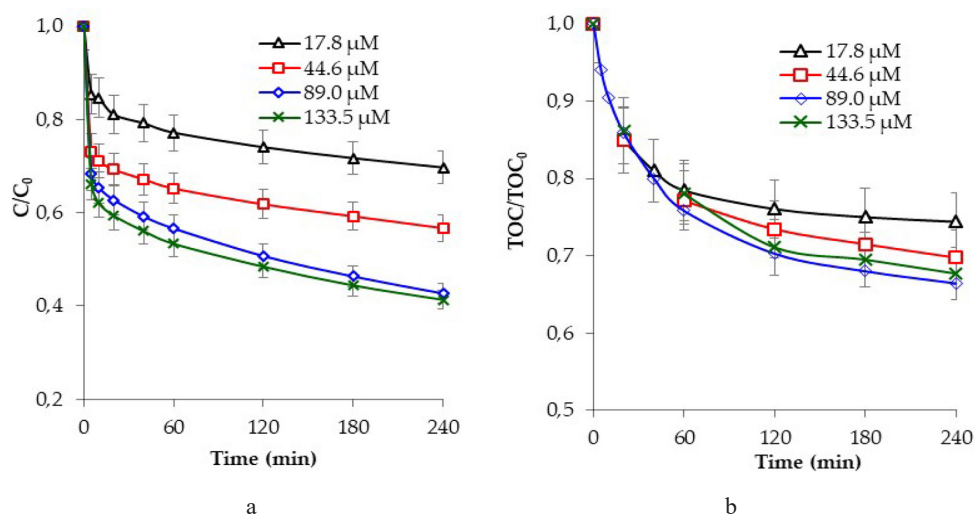 1,0
0,8
0,6
0,4
0,2
C/C0
0
60
120
180
240
Time (min)
17.8 µM
44.6 µM
89.0 µM
133.5 µM
a
1,0
0,9
0,8
0,7
0,6
0,5
TOC/TOC0
0
60
120
180
240
Time (min)
17.8 µM
44.6 µM
89.0 µM
133.5 µM
b